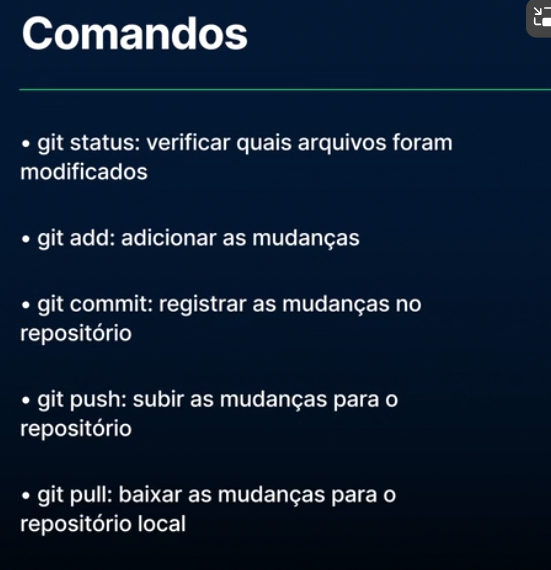 Comandos
• git status: verificar quais arquivos foram
modificados
• git add: adicionar as mudanças
• git commit: registrar as mudanças no
repositório
• git push: subir as mudanças para o
repositório
• git pull: baixar as mudanças para o
repositório local